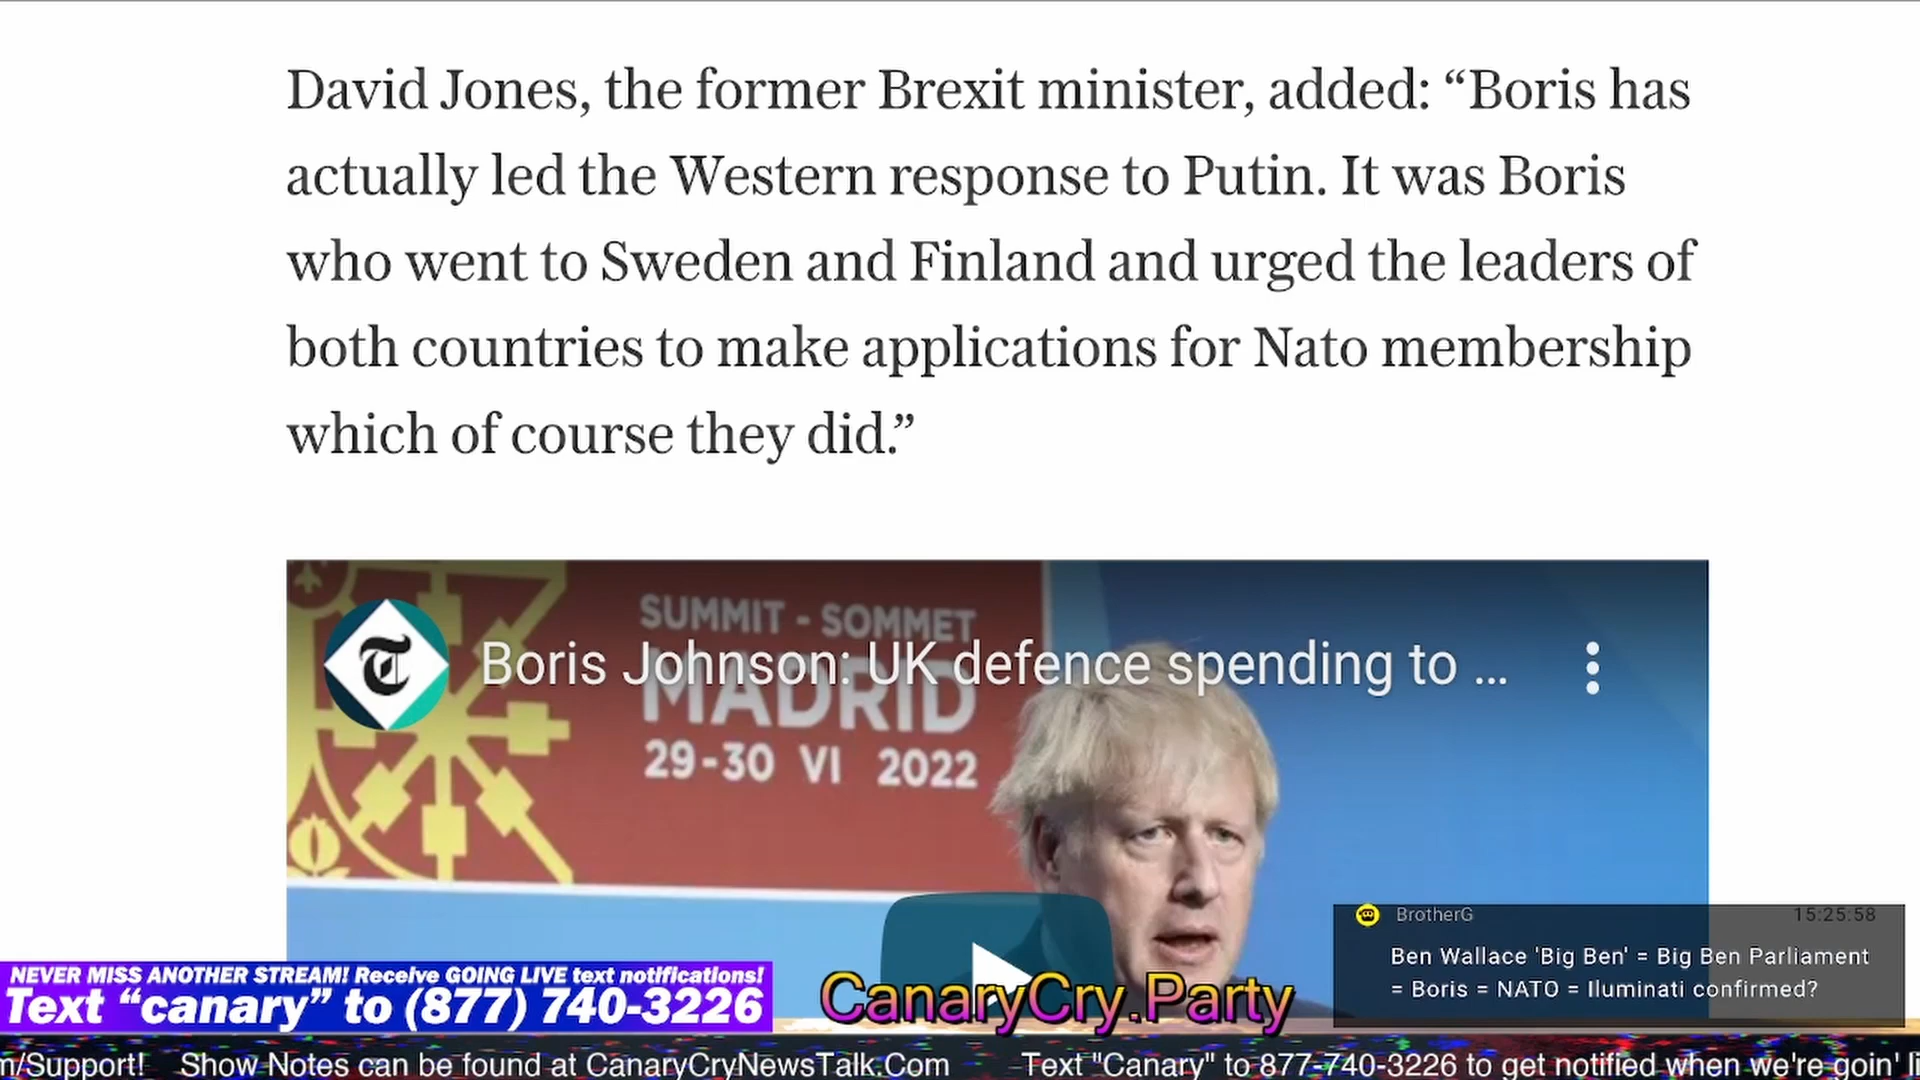 David Jones, the former Brexit minister, added: “Boris has
actually led the Western response to Putin. It was Boris
who went to Sweden and Finland and urged the leaders of
both countries to make applications for Nato membership
which of course they did.”
SUMMIT - SOMMET
T
Boris Johnson: UK defence spending to ...
MADRID
29-30 VI 2022
BrotherG 15:25:58
Ben Wallace 'Big Ben' = Big Ben Parliament
= Boris = NATO = Iluminati confirmed?
NEVER MISS ANOTHER STREAM! Receive GOING LIVE text notifications!
Text “canary” to (877) 740-3226
CanaryCry.Party
m/Support! Show Notes can be found at CanaryCryNewsTalk.Com Text "Canary" to 877-740-3226 to get notified when we're goin' li